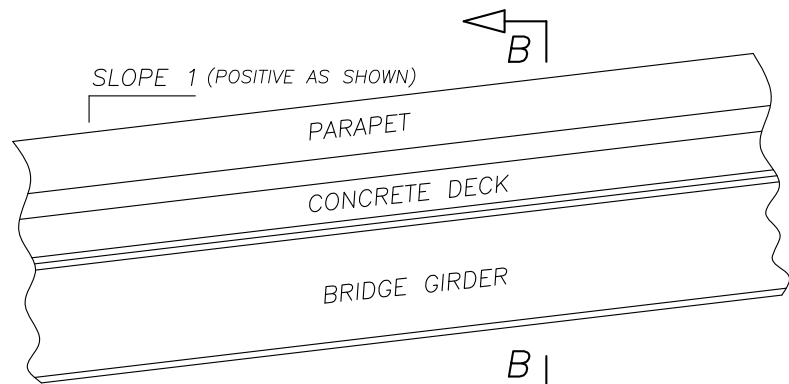 B
SLOPE 1 (POSITIVE AS SHOWN)
PARAPET
CONCRETE DECK
BRIDGE GIRDER
B